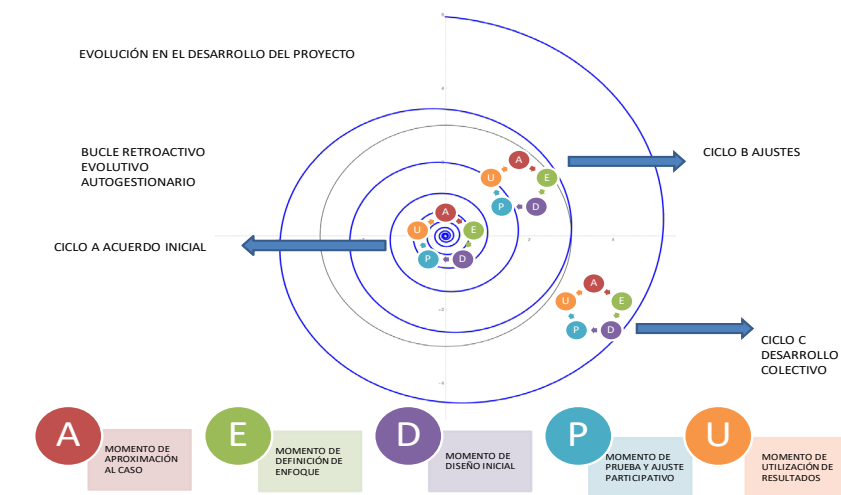 EVOLUCIÓN EN EL DESARROLLO DEL PROYECTO
BUCLE RETROACTIVO
EVOLUTIVO
AUTOGESTIONARIO
CICLO A ACUERDO INICIAL
CICLO B AJUSTES
CICLO C
DESARROLLO
COLECTIVO
A
E
D
P
U
A
E
D
P
U
A
E
D
P
U
A
MOMENTO DE
APROXIMACIÓN
AL CASO
E
MOMENTO DE
DEFINICIÓN DE
ENFOQUE
D
MOMENTO DE
DISEÑO INICIAL
P
MOMENTO DE
PRUEBA Y AJUSTE
PARTICIPATIVO
U
MOMENTO DE
UTILIZACIÓN DE
RESULTADOS